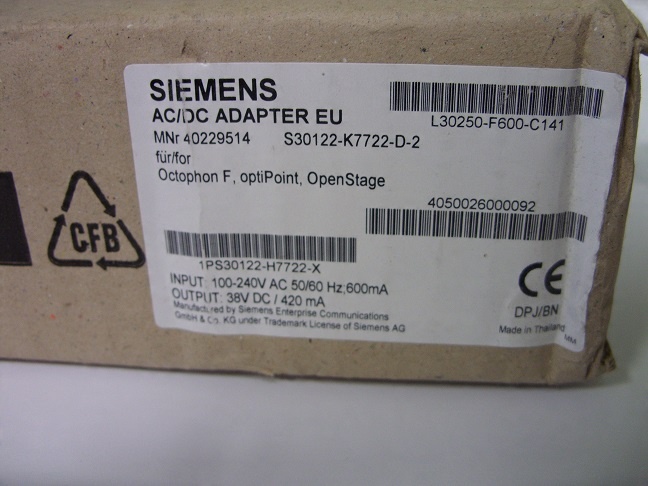 SIEMENS
AC/DC ADAPTER EU
L30250-F600-C141
MNr 40229514 S30122-K7722-D-2
für/for
Octophon F, optiPoint, OpenStage
4050026000092
1PS30122-H7722-X
INPUT: 100-240V AC 50/60 Hz;600mA
OUTPUT: 38V DC / 420 mA
Manufactured by Siemens Enterprise Communications
GmbH & Co. KG under Trademark License of Siemens AG
CE
DPJ/BN
Made in Thailand
MM
CFB